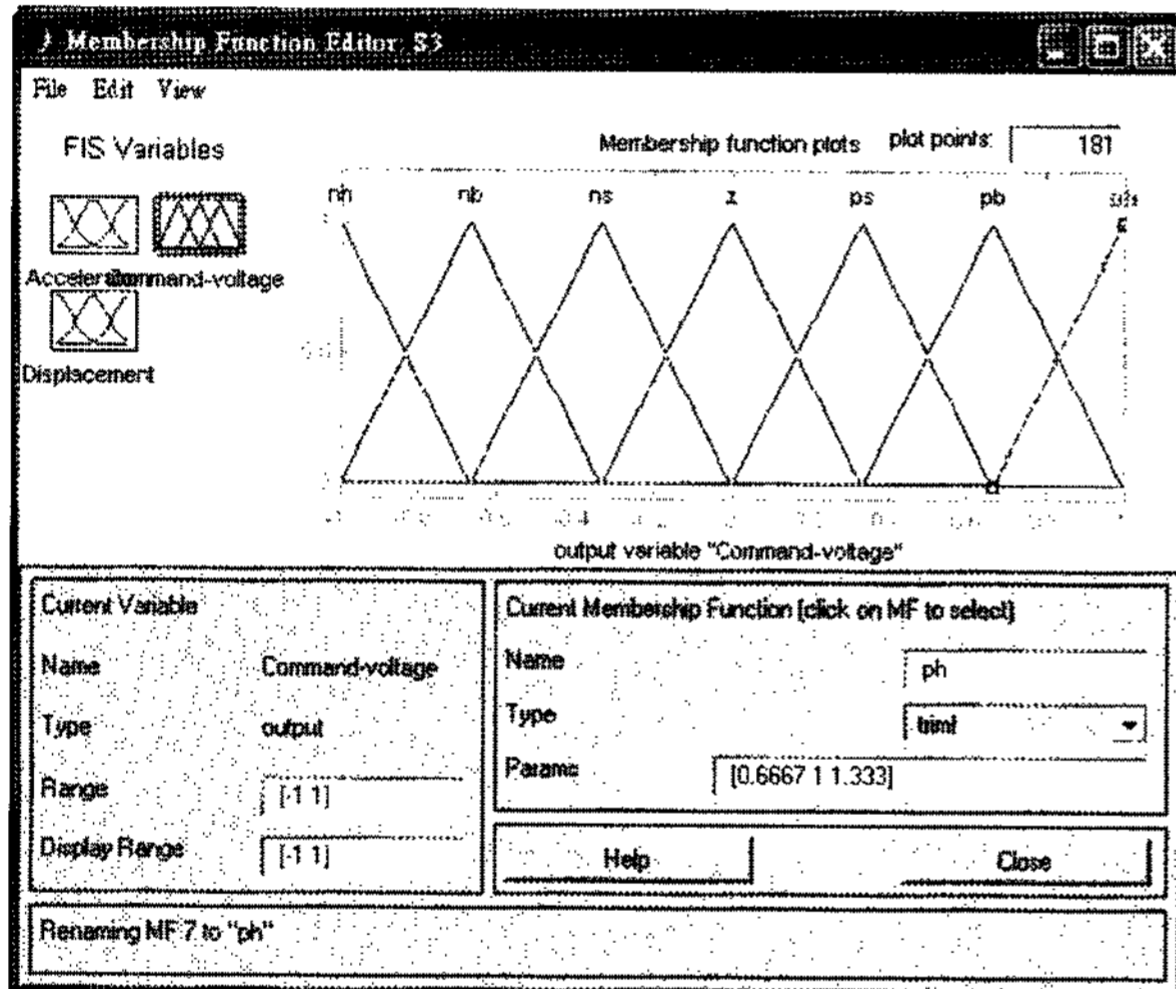 Membership Function Editor: S3
File Edit View
FIS Variables
Membership function plots plot points: 181
nh nb ns z ps pb
Command-voltage
Displacement
output variable "Command-voltage"
Current Variable
Name Command-voltage
Type output
Range [-1 1]
Display Range [-1 1]
Current Membership Function (click on MF to select)
Name ph
Type trimf
Params [0.6667 1 1.333]
Help Close
Renaming MF 7 to "ph"